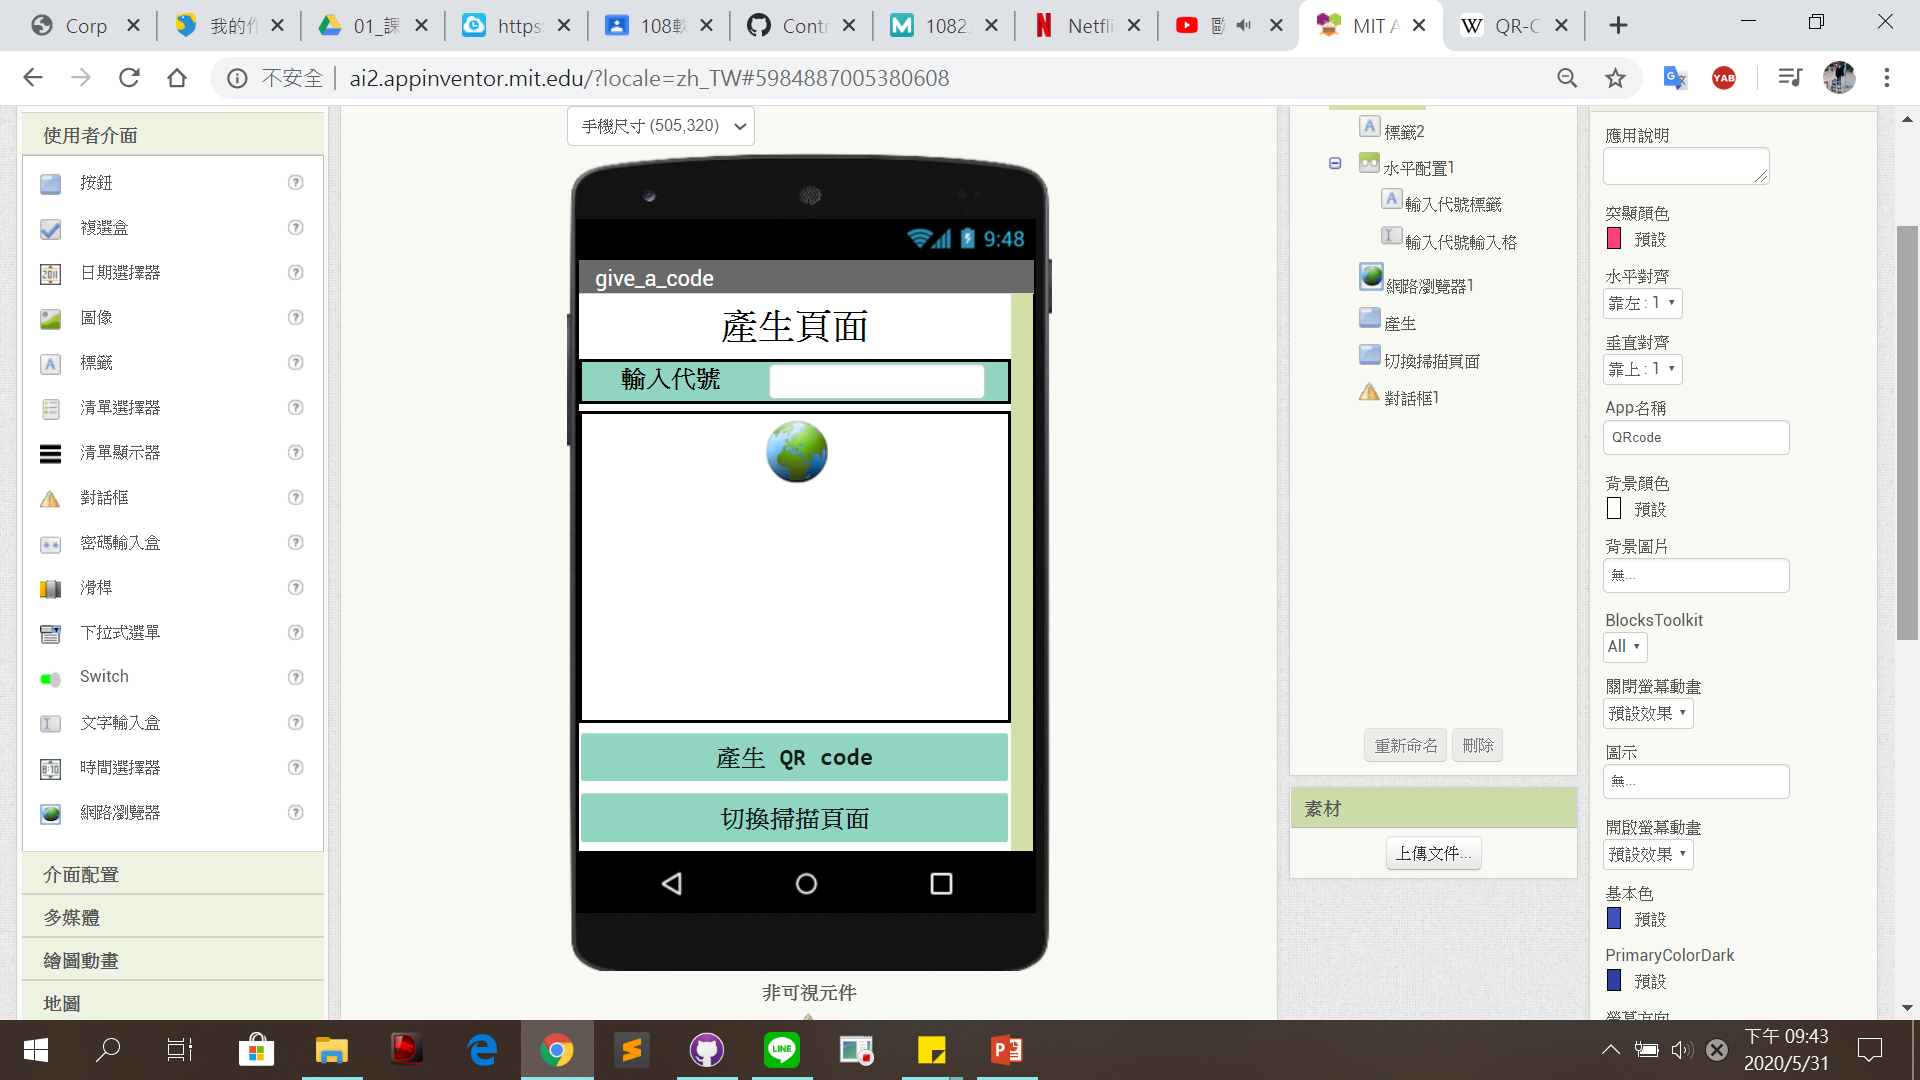 Corp
我的作
01_課
https:
108軟
Contr
1082
Netfli
MIT A
QR-C
不安全
ai2.appinventor.mit.edu/?locale=zh_TW#5984887005380608
YAB
使用者介面
按鈕
複選盒
日期選擇器
圖像
標籤
清單選擇器
清單顯示器
對話框
密碼輸入盒
滑桿
下拉式選單
Switch
文字輸入盒
時間選擇器
網路瀏覽器
介面配置
多媒體
繪圖動畫
地圖
手機尺寸 (505,320)
9:48
give_a_code
產生頁面
輸入代號
產生 QR code
切換掃描頁面
非可視元件
標籤2
水平配置1
輸入代號標籤
輸入代號輸入格
網路瀏覽器1
產生
切換掃描頁面
對話框1
重新命名
刪除
素材
上傳文件...
應用說明
突顯顏色
預設
水平對齊
靠左 : 1
垂直對齊
靠上 : 1
App名稱
QRcode
背景顏色
預設
背景圖片
無...
BlocksToolkit
All
關閉螢幕動畫
預設效果
圖示
無...
開啟螢幕動畫
預設效果
基本色
預設
PrimaryColorDark
預設
螢幕方向
LINE
下午 09:43
2020/5/31